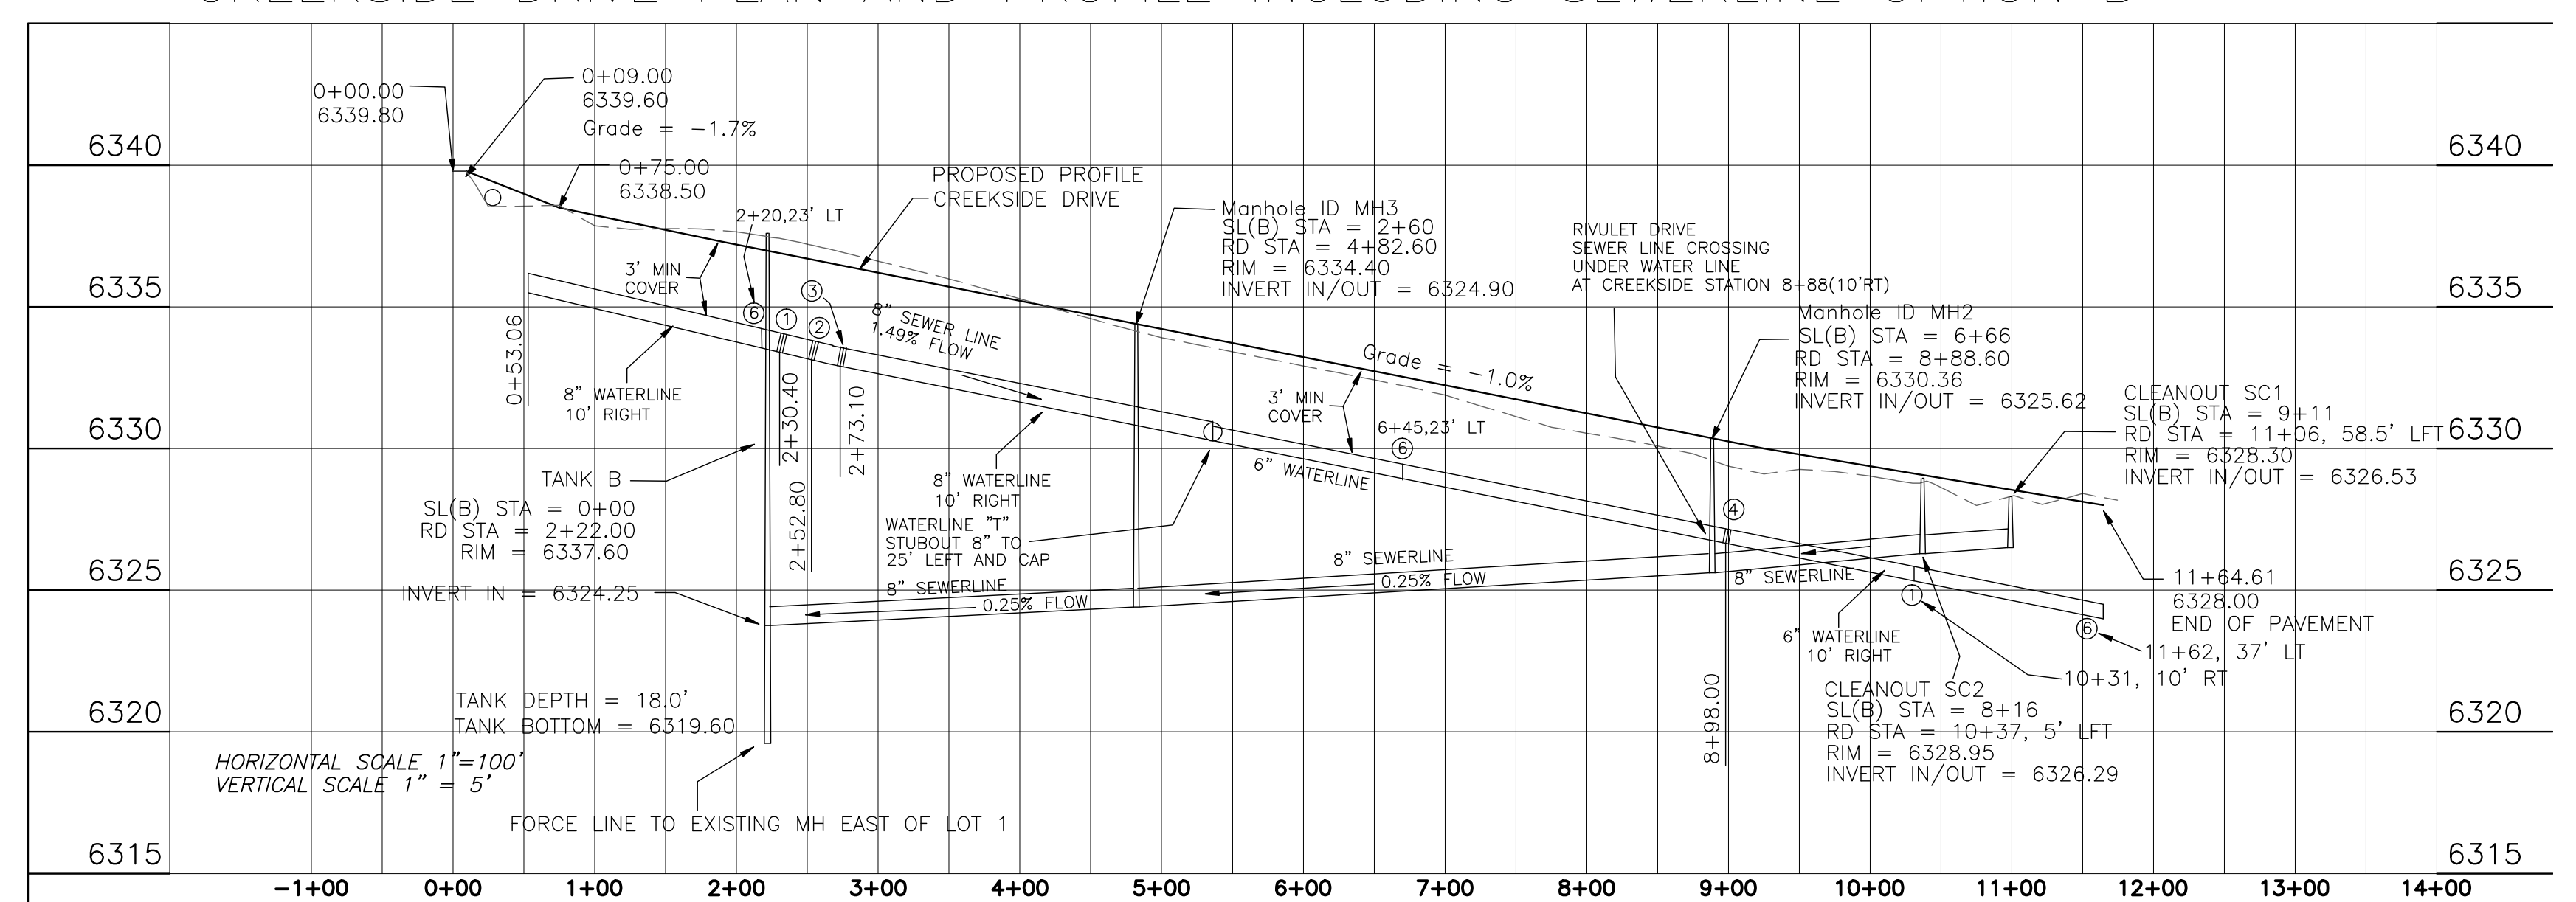 0+00.00
6339.80
0+09.00
6339.60
Grade = -1.7%
0+75.00
6338.50
6340
6340
PROPOSED PROFILE
CREEKSIDE DRIVE
2+20,23' LT
Manhole ID MH3
SL(B) STA = 2+60
RD STA = 4+82.60
RIM = 6334.40
INVERT IN/OUT = 6324.90
RIVULET DRIVE
SEWER LINE CROSSING
UNDER WATER LINE
AT CREEKSIDE STATION 8+88(10'RT)
3' MIN
COVER
6335
6335
6
1
2
3
8" SEWER LINE
1.49% FLOW
Manhole ID MH2
SL(B) STA = 6+66
RD STA = 8+88.60
RIM = 6330.36
INVERT IN/OUT = 6325.62
0+53.06
8" WATERLINE
10' RIGHT
2+30.40
2+52.80
2+73.10
Grade = -1.0%
3' MIN
COVER
6+45,23' LT
6
CLEANOUT SC1
SL(B) STA = 9+11
RD STA = 11+06, 58.5' LFT
RIM = 6328.30
INVERT IN/OUT = 6326.53
6330
6330
TANK B
SL(B) STA = 0+00
RD STA = 2+22.00
RIM = 6337.60
INVERT IN = 6324.25
8" WATERLINE
10' RIGHT
6" WATERLINE
WATERLINE "T"
STUBOUT 8" TO
25' LEFT AND CAP
4
8" SEWERLINE
0.25% FLOW
8" SEWERLINE
0.25% FLOW
8" SEWERLINE
6325
6325
1
6" WATERLINE
10' RIGHT
11+64.61
6328.00
END OF PAVEMENT
6
11+62, 37' LT
10+31, 10' RT
TANK DEPTH = 18.0'
TANK BOTTOM = 6319.60
8+98.00
CLEANOUT SC2
SL(B) STA = 8+16
RD STA = 10+37, 5' LFT
RIM = 6328.95
INVERT IN/OUT = 6326.29
6320
6320
HORIZONTAL SCALE 1"=100'
VERTICAL SCALE 1" = 5'
FORCE LINE TO EXISTING MH EAST OF LOT 1
6315
6315
-1+00 0+00 1+00 2+00 3+00 4+00 5+00 6+00 7+00 8+00 9+00 10+00 11+00 12+00 13+00 14+00